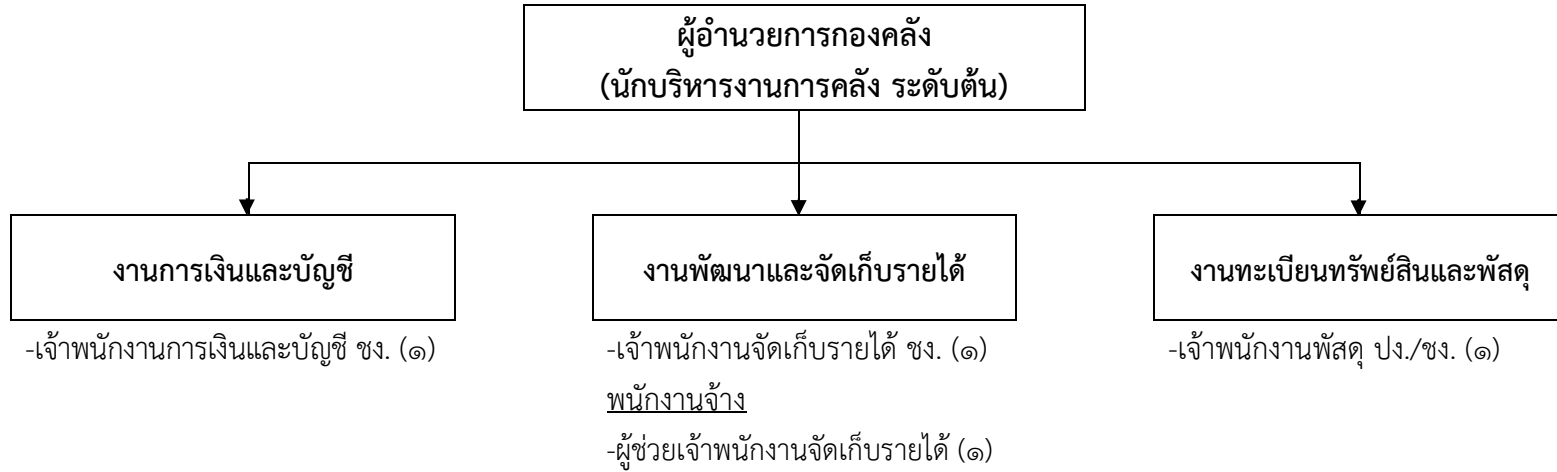 ผู้อำนวยการกองคลัง
(นักบริหารงานการคลัง ระดับต้น)
งานการเงินและบัญชี
-เจ้าพนักงานการเงินและบัญชี ชง. (๑)
งานพัฒนาและจัดเก็บรายได้
-เจ้าพนักงานจัดเก็บรายได้ ชง. (๑)
พนักงานจ้าง
-ผู้ช่วยเจ้าพนักงานจัดเก็บรายได้ (๑)
งานทะเบียนทรัพย์สินและพัสดุ
-เจ้าพนักงานพัสดุ ปง./ชง. (๑)